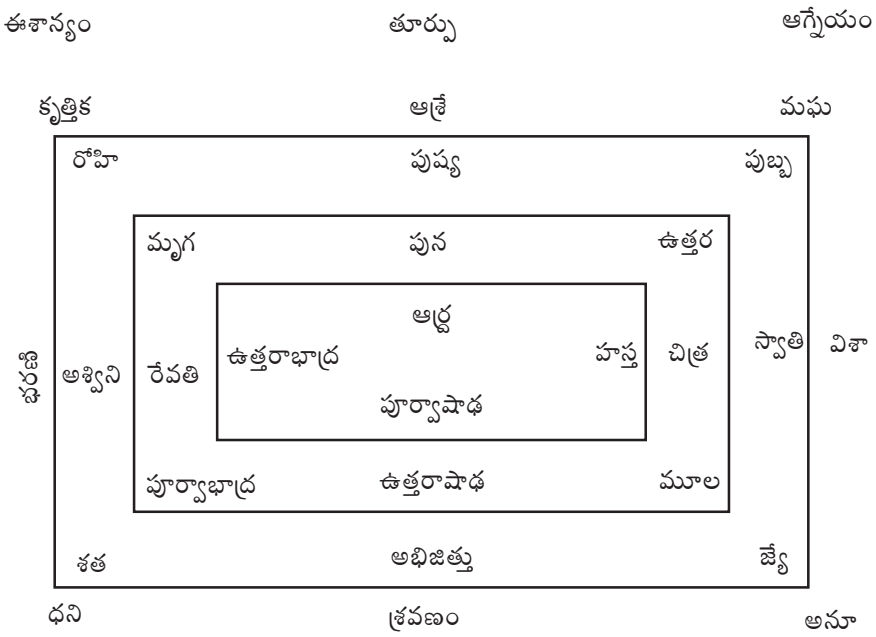 ఈశాన్యం తూర్పు ఆగ్నేయం
కృత్తిక ఆశ్రే మఘ
రోహి పుష్య పుబ్బ
మృగ పున ఉత్తర
ఆర్ద్ర
భరణి అశ్విని రేవతి ఉత్తరాభాద్ర హస్త చిత్ర స్వాతి విశా
పూర్వాషాఢ
పూర్వాభాద్ర ఉత్తరాషాఢ మూల
శత అభిజిత్తు జ్యే
ధని శ్రవణం అనూ